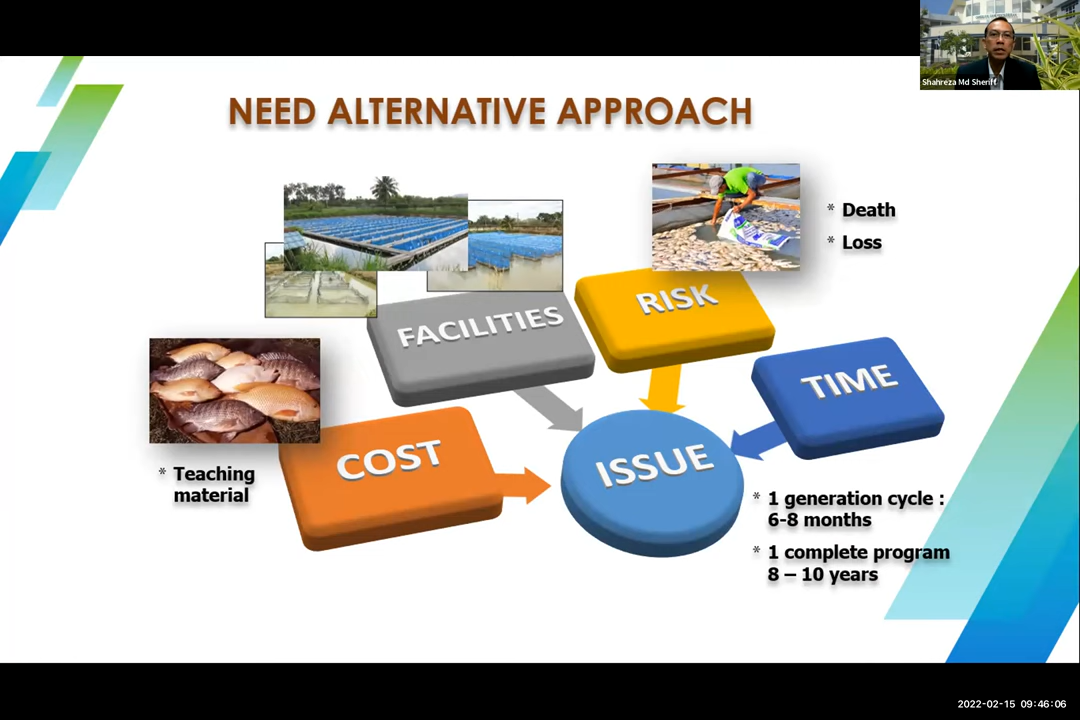 Shahreza Md Sheriff
NEED ALTERNATIVE APPROACH
* Death
* Loss
RISK
FACILITIES
TIME
COST
ISSUE
* Teaching
material
* 1 generation cycle :
6-8 months
* 1 complete program
8 – 10 years
2022-02-15 09:46:06